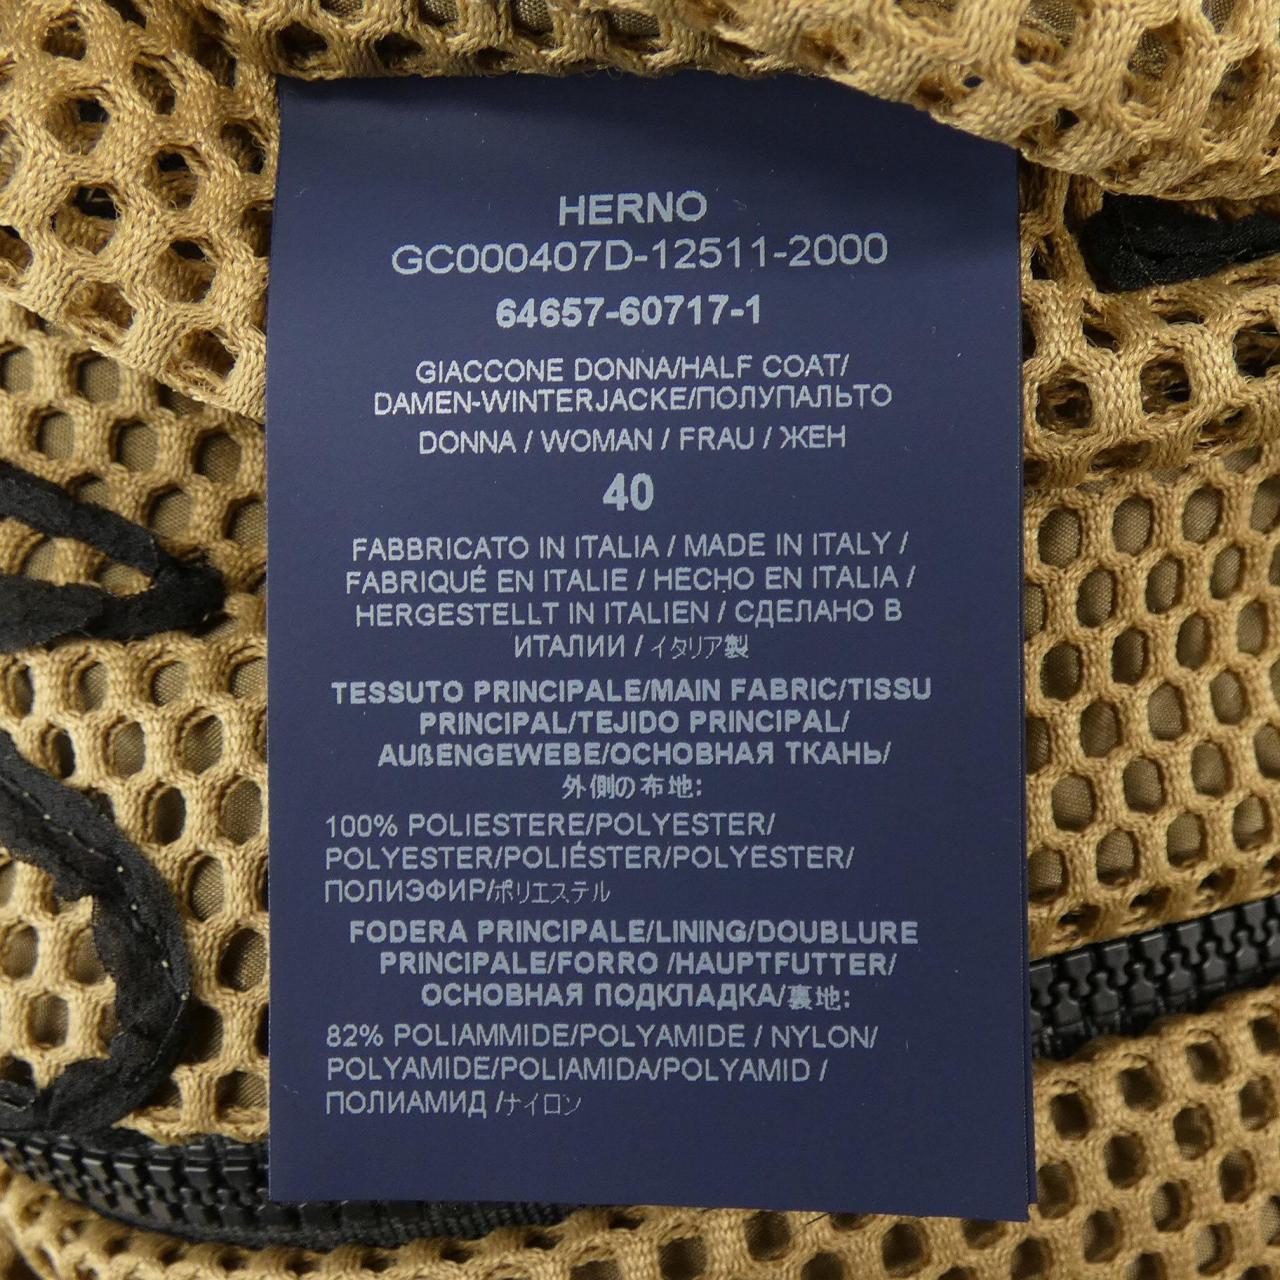 HERNO
GC000407D-12511-2000
64657-60717-1
GIACCONE DONNA/HALF COAT/
DAMEN-WINTERJACKE/ПОЛУПАЛЬТО
DONNA / WOMAN / FRAU / ЖЕН
40
FABBRICATO IN ITALIA / MADE IN ITALY /
FABRIQUÉ EN ITALIE / HECHO EN ITALIA /
HERGESTELLT IN ITALIEN / СДЕЛАНО В
ИТАЛИИ / イタリア製
TESSUTO PRINCIPALE/MAIN FABRIC/TISSU
PRINCIPAL/TEJIDO PRINCIPAL/
AUßENGEWEBE/ОСНОВНАЯ ТКАНЬ/
外側の布地:
100% POLIESTERE/POLYESTER/
POLYESTER/POLIÉSTER/POLYESTER/
ПОЛИЭФИР/ポリエステル
FODERA PRINCIPALE/LINING/DOUBLURE
PRINCIPALE/FORRO /HAUPTFUTTER/
ОСНОВНАЯ ПОДКЛАДКА/裏地:
82% POLIAMMIDE/POLYAMIDE / NYLON/
POLYAMIDE/POLIAMIDA/POLYAMID /
ПОЛИАМИД /ナイロン